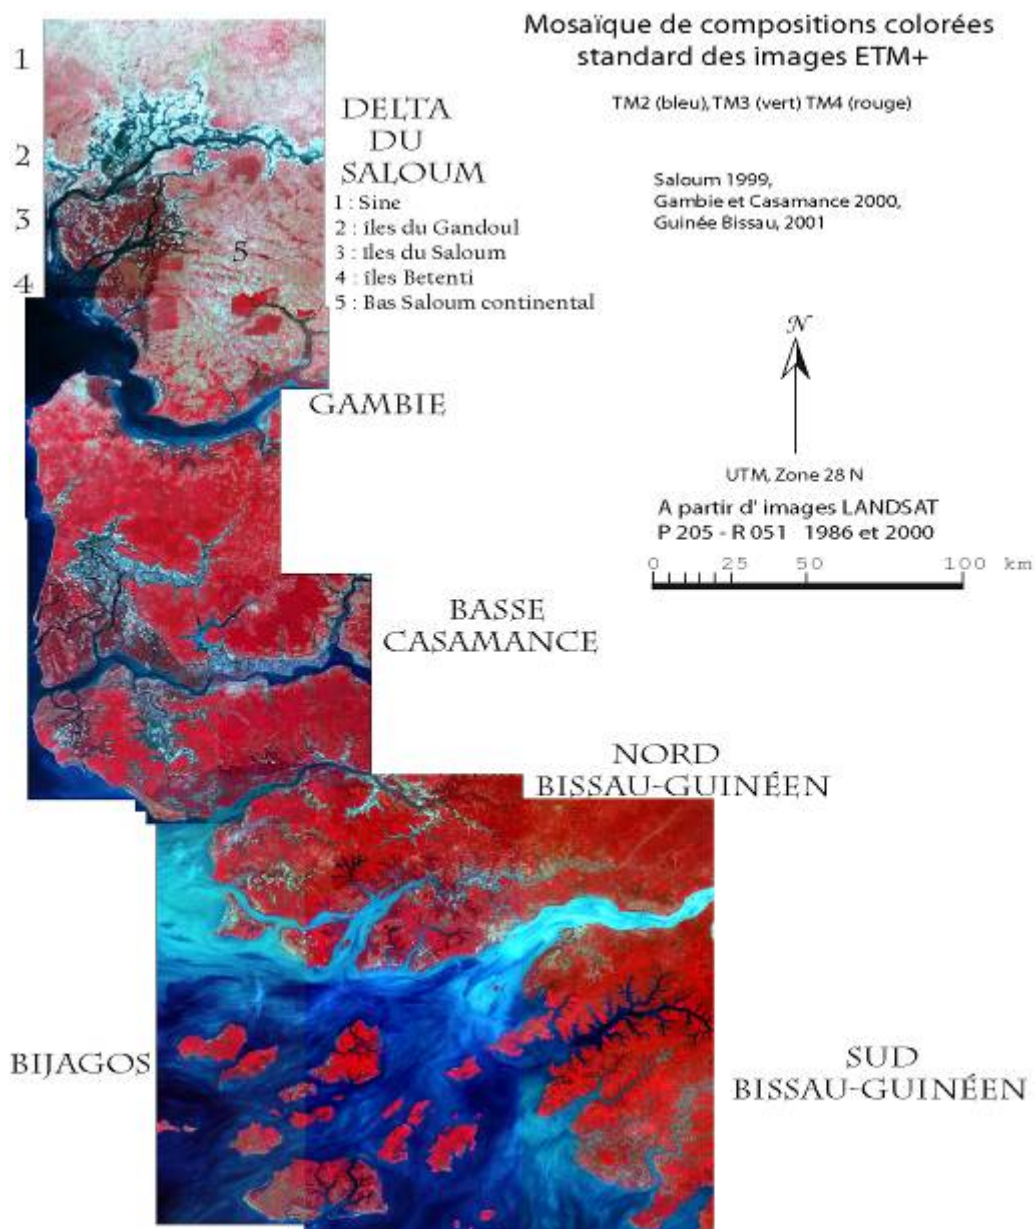 Mosaïque de compositions colorées
standard des images ETM+
TM2 (bleu), TM3 (vert) TM4 (rouge)
Saloum 1999,
Gambie et Casamance 2000,
Guinée Bissau, 2001
1
2
3
4
5
DELTA
DU
SALOUM
1 : Sine
2 : îles du Gandoul
3 : îles du Saloum
4 : îles Betenti
5 : Bas Saloum continental
N
GAMBIE
UTM, Zone 28 N
A partir d' images LANDSAT
P 205 - R 051 1986 et 2000
0 25 50 100 km
BASSE
CASAMANCE
NORD
BISSAU-GUINÉEN
BIJAGOS
SUD
BISSAU-GUINÉEN